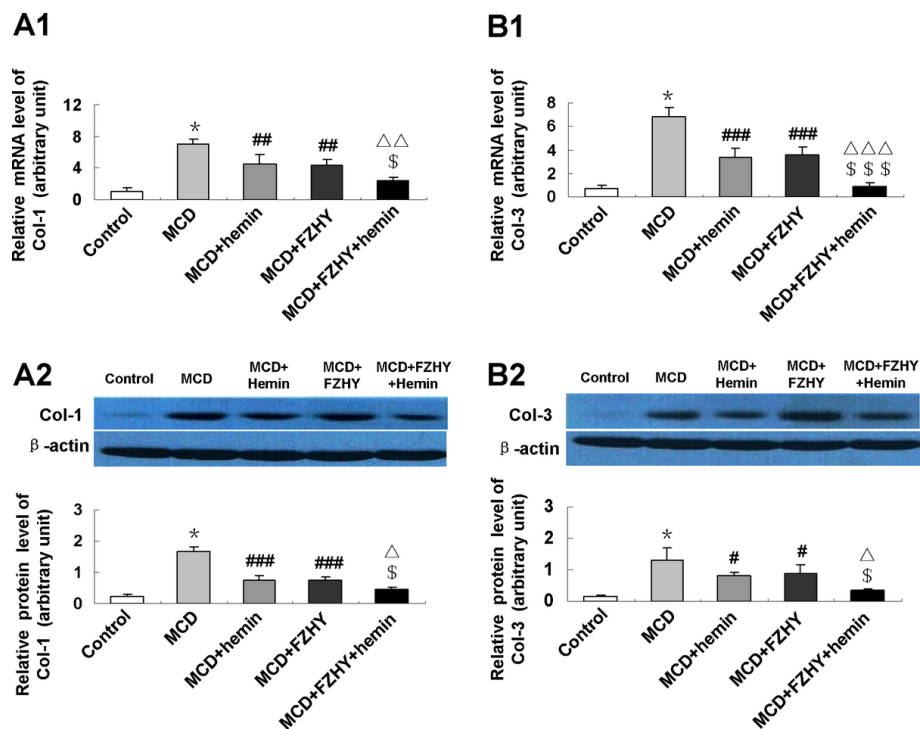 A1
Relative mRNA level of
Col-1 (arbitrary unit)
12
8
4
0
*
##
##
△△
$
Control
MCD
MCD+hemin
MCD+FZHY
MCD+FZHY+hemin
B1
Relative mRNA level of
Col-3 (arbitrary unit)
8
6
4
2
0
*
###
###
△△△
$ $ $
Control
MCD
MCD+hemin
MCD+FZHY
MCD+FZHY+hemin
A2
Control
MCD
MCD+
Hemin
MCD+
FZHY
MCD+FZHY
+Hemin
Col-1
β-actin
Relative protein level of
Col-1 (arbitrary unit)
3
2
1
0
*
###
###
△
$
Control
MCD
MCD+hemin
MCD+FZHY
MCD+FZHY+hemin
B2
Control
MCD
MCD+
Hemin
MCD+
FZHY
MCD+FZHY
+Hemin
Col-3
β-actin
Relative protein level of
Col-3 (arbitrary unit)
3
2
1
0
*
#
#
△
$
Control
MCD
MCD+hemin
MCD+FZHY
MCD+FZHY+hemin